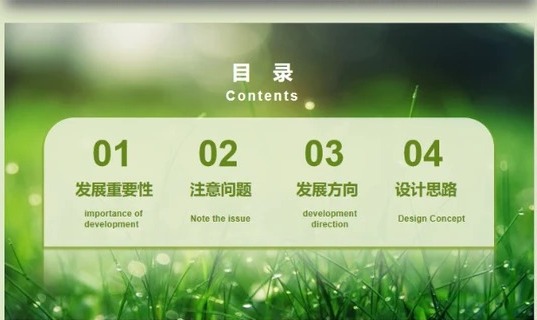 目 录
Contents
01 02 03 04
发展重要性 注意问题 发展方向 设计思路
importance of development
Note the issue
development direction
Design Concept